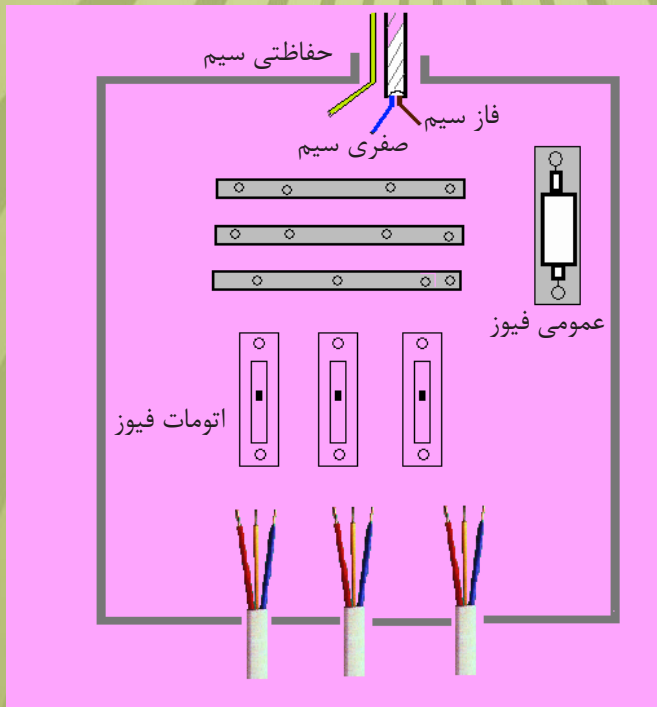 حفاظتی سیم
فاز سیم
صفری سیم
عمومی فیوز
اتومات فیوز